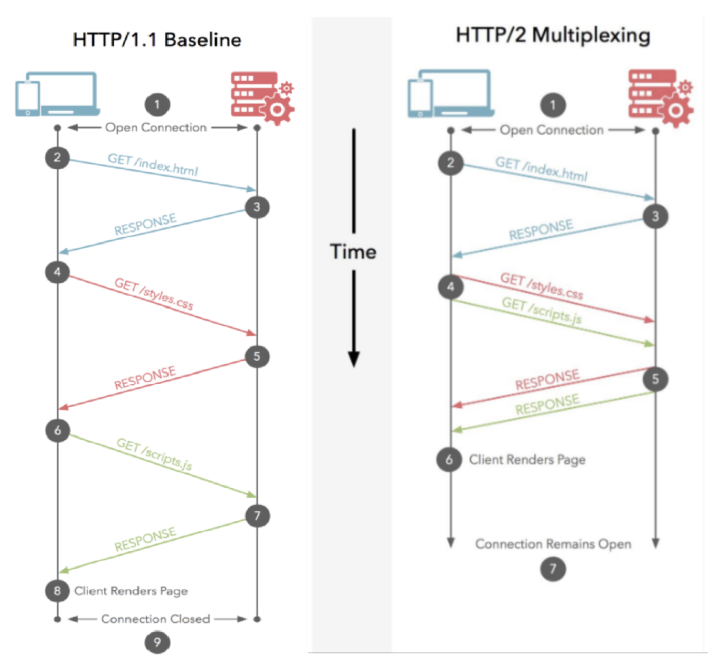 HTTP/1.1 Baseline
1
Open Connection
2
GET /index.html
3
RESPONSE
4
GET /styles.css
5
RESPONSE
6
GET /scripts.js
7
RESPONSE
8 Client Renders Page
Connection Closed
9
Time
HTTP/2 Multiplexing
1
Open Connection
2
GET /index.html
3
RESPONSE
4
GET /styles.css
GET /scripts.js
5
RESPONSE
RESPONSE
6 Client Renders Page
Connection Remains Open
7